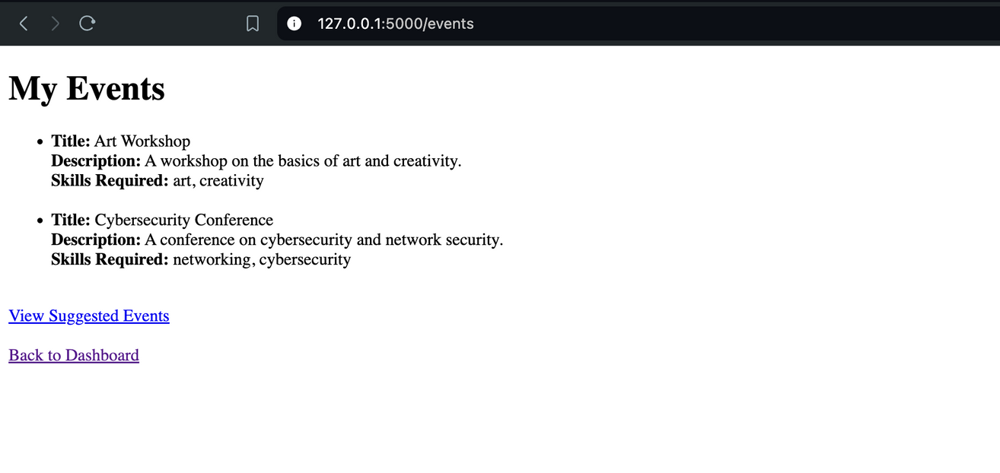 127.0.0.1:5000/events
My Events
Title: Art Workshop
Description: A workshop on the basics of art and creativity.
Skills Required: art, creativity
Title: Cybersecurity Conference
Description: A conference on cybersecurity and network security.
Skills Required: networking, cybersecurity
View Suggested Events
Back to Dashboard